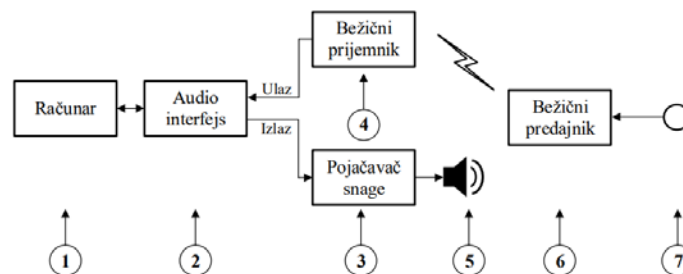 Bežični
prijemnik
Ulaz
Računar
Audio
interfejs
Bežični
predajnik
4
Izlaz
Pojačavač
snage
1
2
3
5
6
7